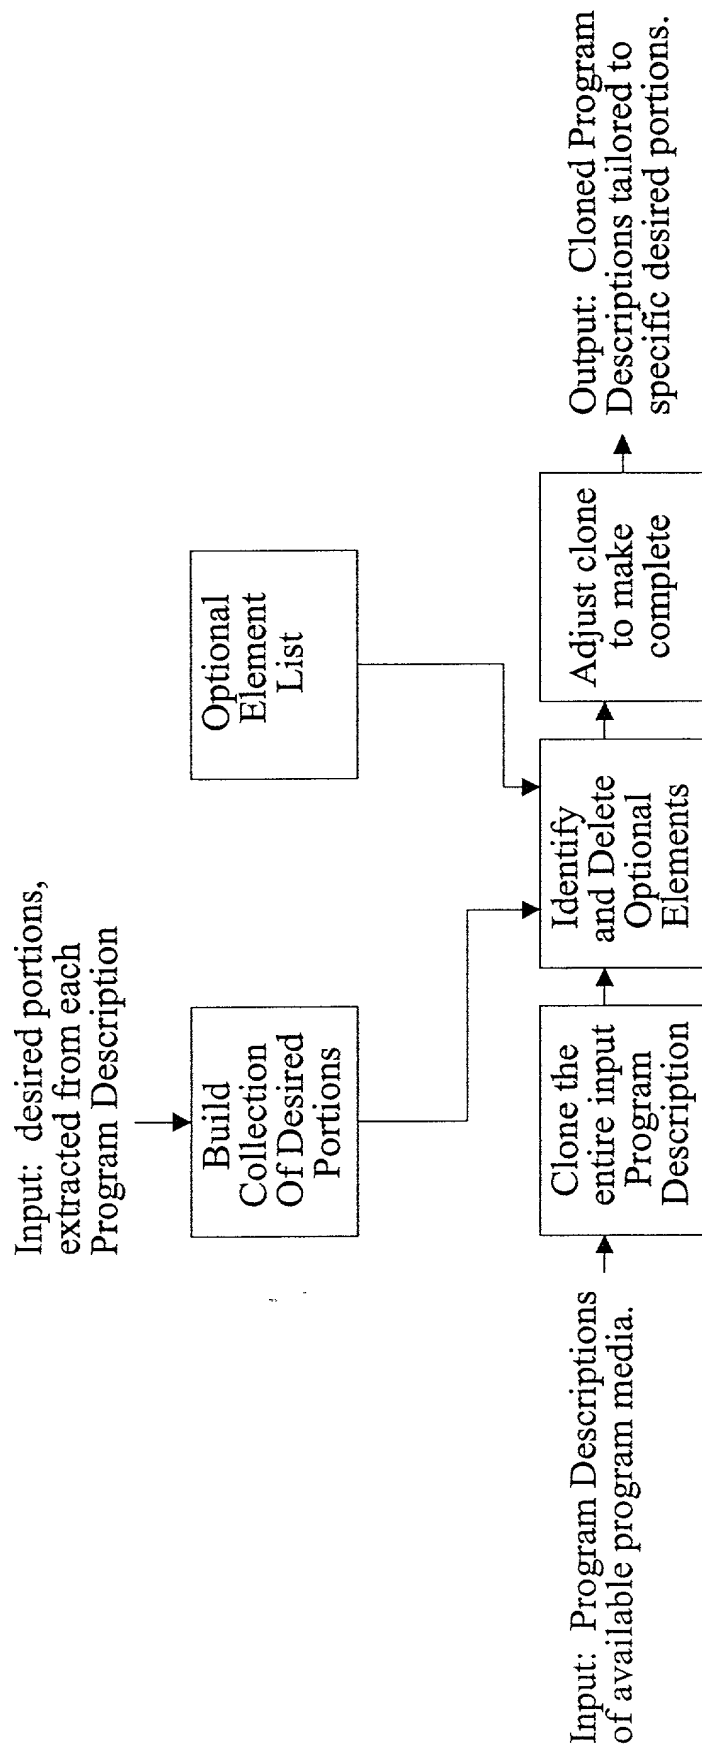 Input:  desired portions,
extracted from each
Program Description
Build
Collection
Of Desired
Portions
Optional
Element
List
Input:  Program Descriptions
of available program media.
Clone the
entire input
Program
Description
Identify
and Delete
Optional
Elements
Adjust clone
to make
complete
Output:  Cloned Program
Descriptions tailored to
specific desired portions.